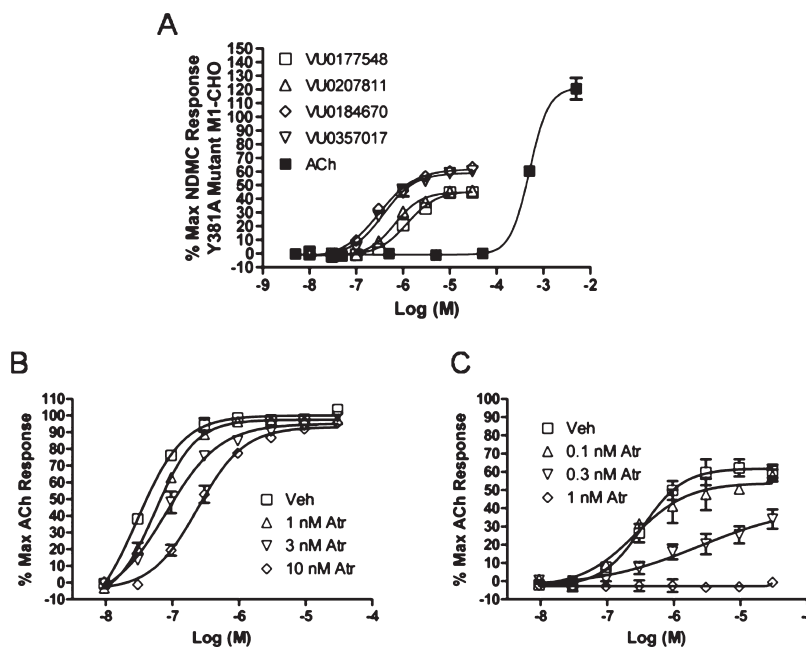 A
% Max NDMC Response
Y381A Mutant M1-CHO
150
140
130
120
110
100
90
80
70
60
50
40
30
20
10
0
-10
VU0177548
VU0207811
VU0184670
VU0357017
ACh
-9 -8 -7 -6 -5 -4 -3 -2
Log (M)
B
% Max ACh Response
110
100
90
80
70
60
50
40
30
20
10
0
-10
Veh
1 nM Atr
3 nM Atr
10 nM Atr
-8 -7 -6 -5 -4
Log (M)
C
% Max ACh Response
100
90
80
70
60
50
40
30
20
10
0
-10
Veh
0.1 nM Atr
0.3 nM Atr
1 nM Atr
-8 -7 -6 -5 -4
Log (M)